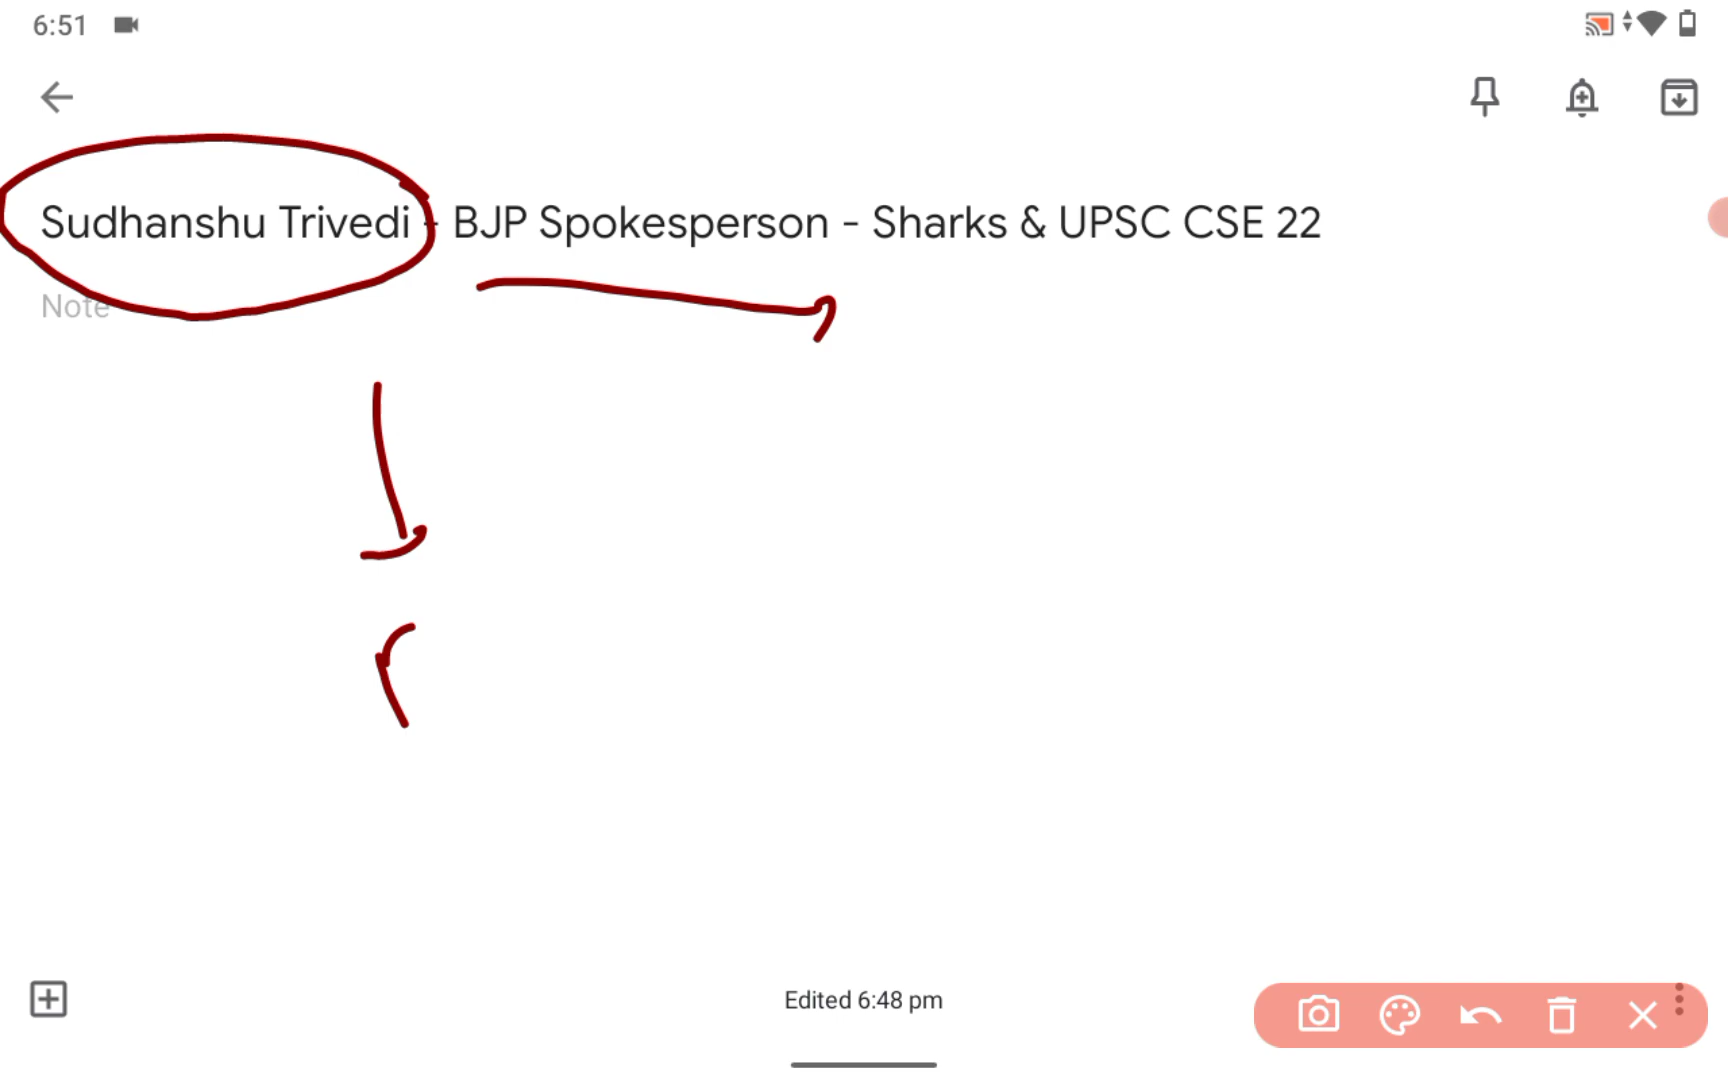 6:51
Sudhanshu Trivedi - BJP Spokesperson - Sharks & UPSC CSE 22
Note
Edited 6:48 pm